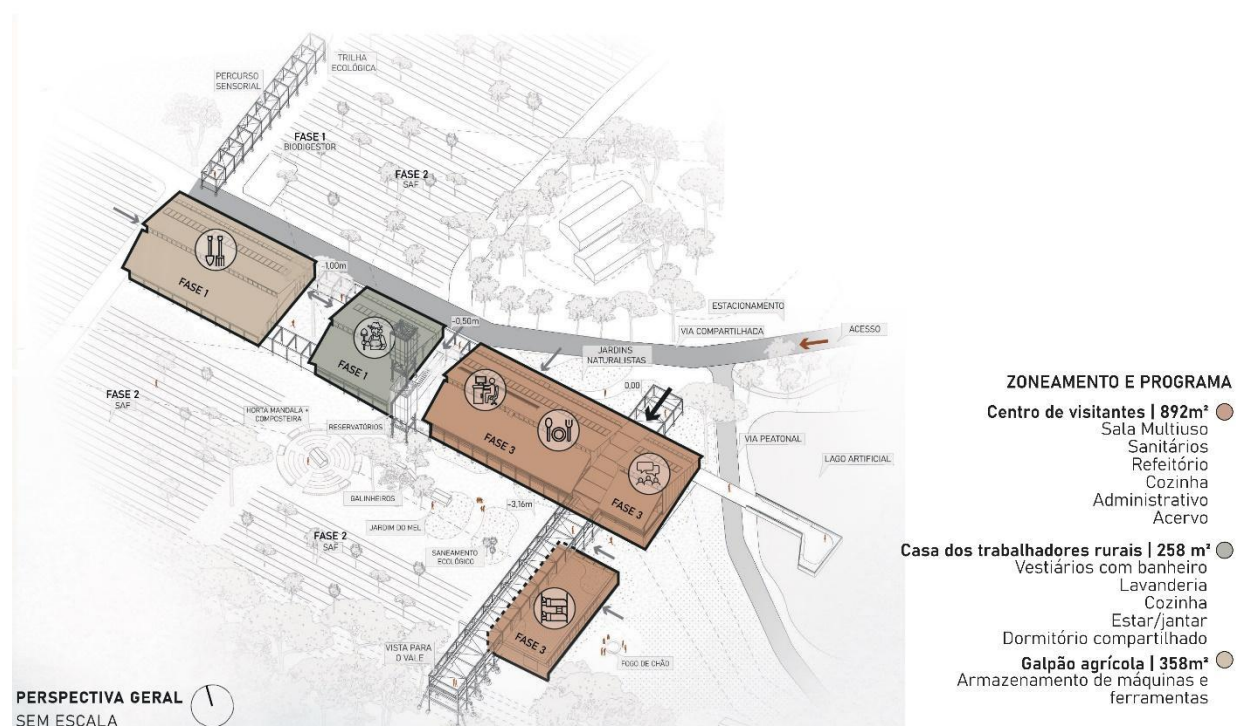 PERCURSO
SENSORIAL
TRILHA
ECOLÓGICA
FASE 1
BIODIGESTOR
FASE 2
SAF
FASE 1
-1,00m
FASE 1
-0,50m
ESTACIONAMENTO
VIA COMPARTILHADA
ACESSO
JARDINS
NATURALISTAS
0,00
FASE 2
SAF
HORTA MANDALA +
COMPOSTEIRA
RESERVATÓRIOS
FASE 3
FASE 3
VIA PEATONAL
LAGO ARTIFICIAL
GALINHEIROS
-3,16m
JARDIM DO MEL
FASE 2
SAF
SANEAMENTO
ECOLÓGICO
FASE 3
VISTA PARA
O VALE
FOGO DE CHÃO
PERSPECTIVA GERAL
SEM ESCALA
ZONEAMENTO E PROGRAMA
Centro de visitantes | 892m²
Sala Multiuso
Sanitários
Refeitório
Cozinha
Administrativo
Acervo
Casa dos trabalhadores rurais | 258 m²
Vestiários com banheiro
Lavanderia
Cozinha
Estar/jantar
Dormitório compartilhado
Galpão agrícola | 358m²
Armazenamento de máquinas e
ferramentas